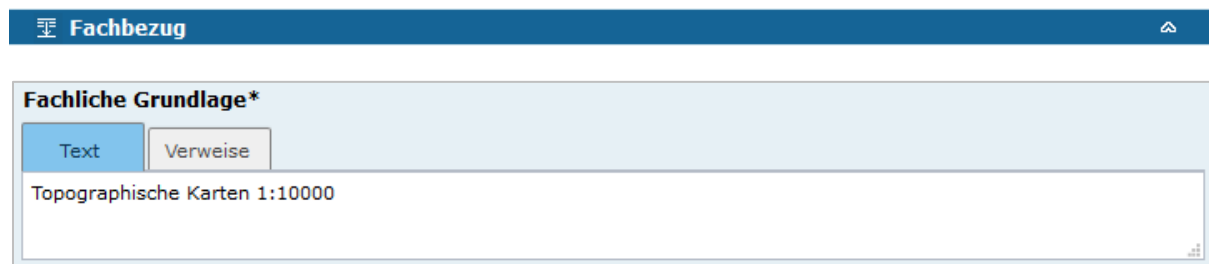 Fachbezug
Fachliche Grundlage*
Text Verweise
Topographische Karten 1:10000